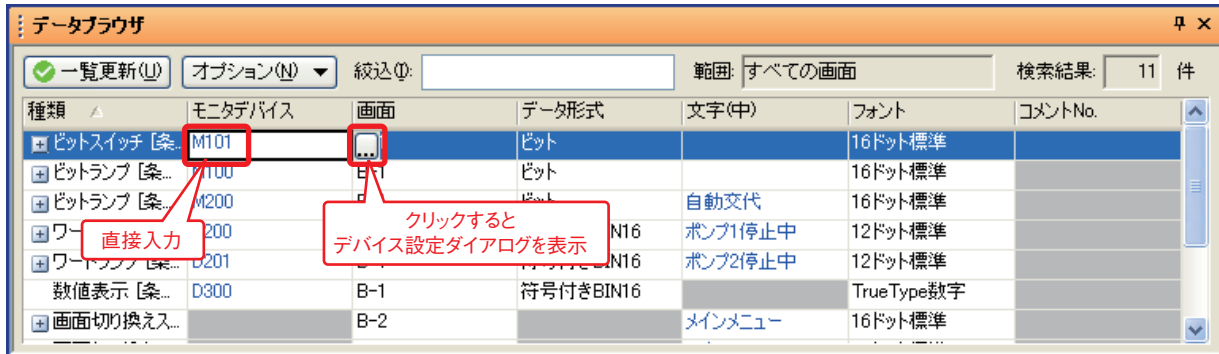 データブラウザ
一覧更新(U) オプション(N) ▼ 絞込(I): 範囲: すべての画面 検索結果: 11 件
種類 モニタデバイス 画面 データ形式 文字(中) フォント コメントNo.
ビットスイッチ [条... M101 ... ビット 16ドット標準
ビットランプ [条... M100 B-1 ビット 16ドット標準
ビットランプ [条... M200 自動交代 16ドット標準
直接入力
クリックすると
デバイス設定ダイアログを表示
N16 ポンプ1停止中 12ドット標準
D201 ポンプ2停止中 12ドット標準
数値表示 [条... D300 B-1 符号付きBIN16 TrueType数字
画面切り換えス... B-2 メインメニュー 16ドット標準